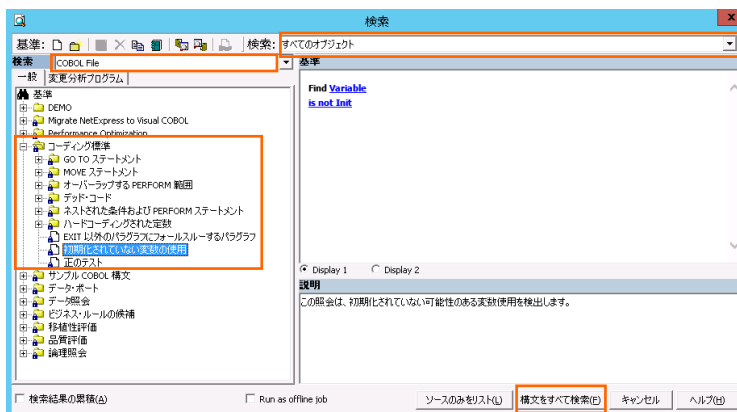 検索
基準:
検索: すべてのオブジェクト
検索 COBOL File
一般 変更分析プログラム
基準
DEMO
Migrate NetExpress to Visual COBOL
Performance Optimization
コーディング標準
GO TO ステートメント
MOVE ステートメント
オーバーラップする PERFORM 範囲
デッド・コード
ネストされた条件および PERFORM ステートメント
ハードコーディングされた定数
EXIT 以外のパラグラフにフォールスルーするパラグラフ
初期化されていない変数の使用
正のテスト
サンプル COBOL 構文
データ・ポート
データ照会
ビジネス・ルールの候補
移植性評価
品質評価
論理照会
基準
Find Variable
is not Init
Display 1 Display 2
説明
この照会は、初期化されていない可能性のある変数使用を検出します。
検索結果の累積(A)
Run as offline job
ソースのみをリスト(L)
構文をすべて検索(F)
キャンセル
ヘルプ(H)